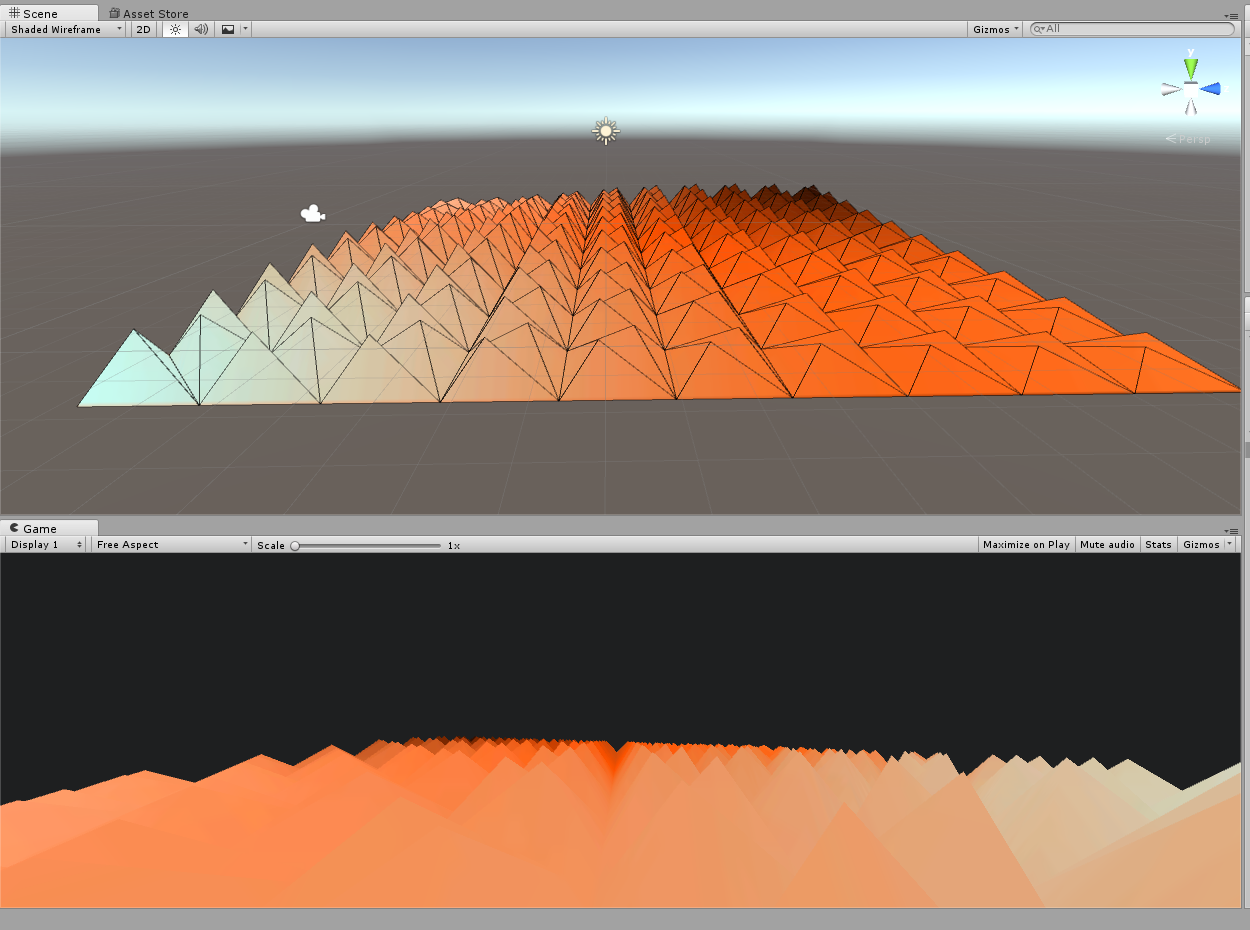 Scene Asset Store
Shaded Wireframe 2D Gizmos All
y
Persp
Game
Display 1 Free Aspect Scale 1x Maximize on Play Mute audio Stats Gizmos